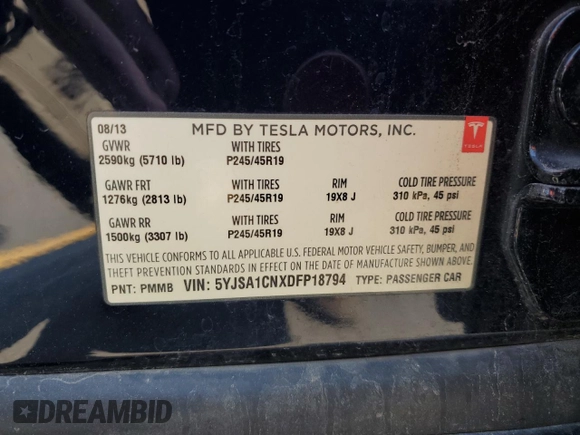 08/13 MFD BY TESLA MOTORS, INC.
TESLA
GVWR WITH TIRES
2590kg (5710 lb) P245/45R19
GAWR FRT WITH TIRES RIM COLD TIRE PRESSURE
1276kg (2813 lb) P245/45R19 19X8 J 310 kPa, 45 psi
GAWR RR WITH TIRES RIM COLD TIRE PRESSURE
1500kg (3307 lb) P245/45R19 19X8 J 310 kPa, 45 psi
THIS VEHICLE CONFORMS TO ALL APPLICABLE U.S. FEDERAL MOTOR VEHICLE SAFETY, BUMPER, AND
THEFT PREVENTION STANDARDS IN EFFECT ON THE DATE OF MANUFACTURE SHOWN ABOVE.
PNT: PMMB VIN: 5YJSA1CNXDFP18794 TYPE: PASSENGER CAR
DREAMBID